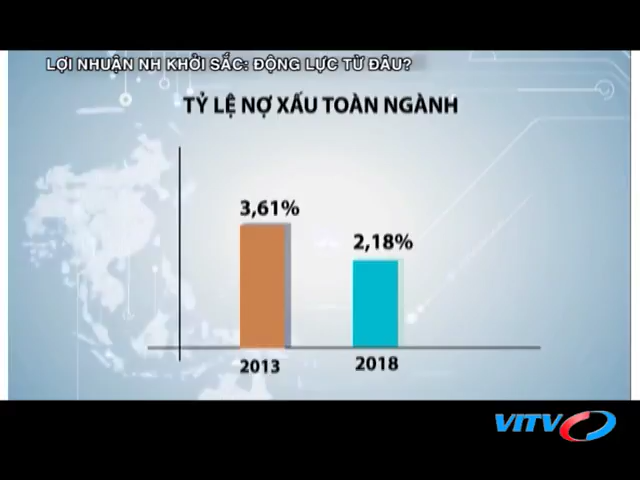 LỢI NHUẬN NH KHỞI SẮC: ĐỘNG LỰC TỪ ĐÂU?
TỶ LỆ NỢ XẤU TOÀN NGÀNH
3,61%
2,18%
2013
2018
VITV